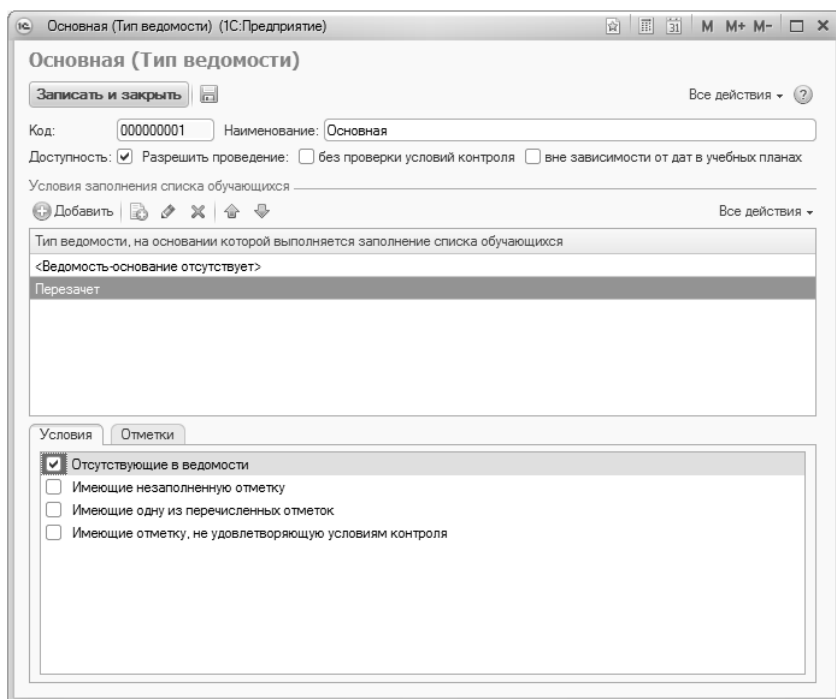 Основная (Тип ведомости) (1С:Предприятие)
31 M M+ M-
Основная (Тип ведомости)
Записать и закрыть Все действия ?
Код: 000000001 Наименование: Основная
Доступность: Разрешить проведение: без проверки условий контроля вне зависимости от дат в учебных планах
Условия заполнения списка обучающихся
Добавить Все действия
Тип ведомости, на основании которой выполняется заполнение списка обучающихся
<Ведомость-основание отсутствует>
Перезачет
Условия Отметки
Отсутствующие в ведомости
Имеющие незаполненную отметку
Имеющие одну из перечисленных отметок
Имеющие отметку, не удовлетворяющую условиям контроля